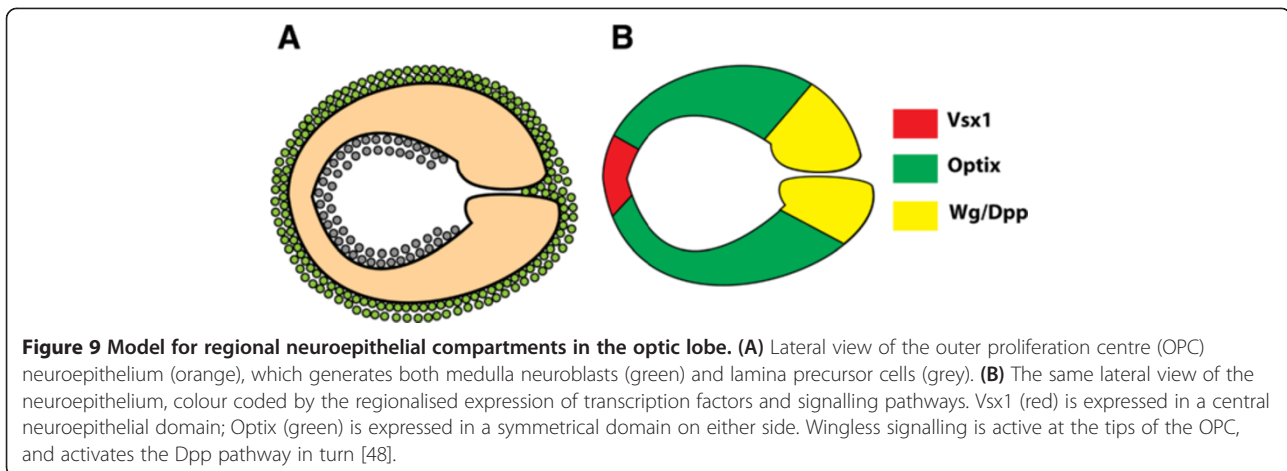 A
B
Vsx1
Optix
Wg/Dpp
Figure 9 Model for regional neuroepithelial compartments in the optic lobe. (A) Lateral view of the outer proliferation centre (OPC)
neuroepithelium (orange), which generates both medulla neuroblasts (green) and lamina precursor cells (grey). (B) The same lateral view of the
neuroepithelium, colour coded by the regionalised expression of transcription factors and signalling pathways. Vsx1 (red) is expressed in a central
neuroepithelial domain; Optix (green) is expressed in a symmetrical domain on either side. Wingless signalling is active at the tips of the OPC,
and activates the Dpp pathway in turn [48].